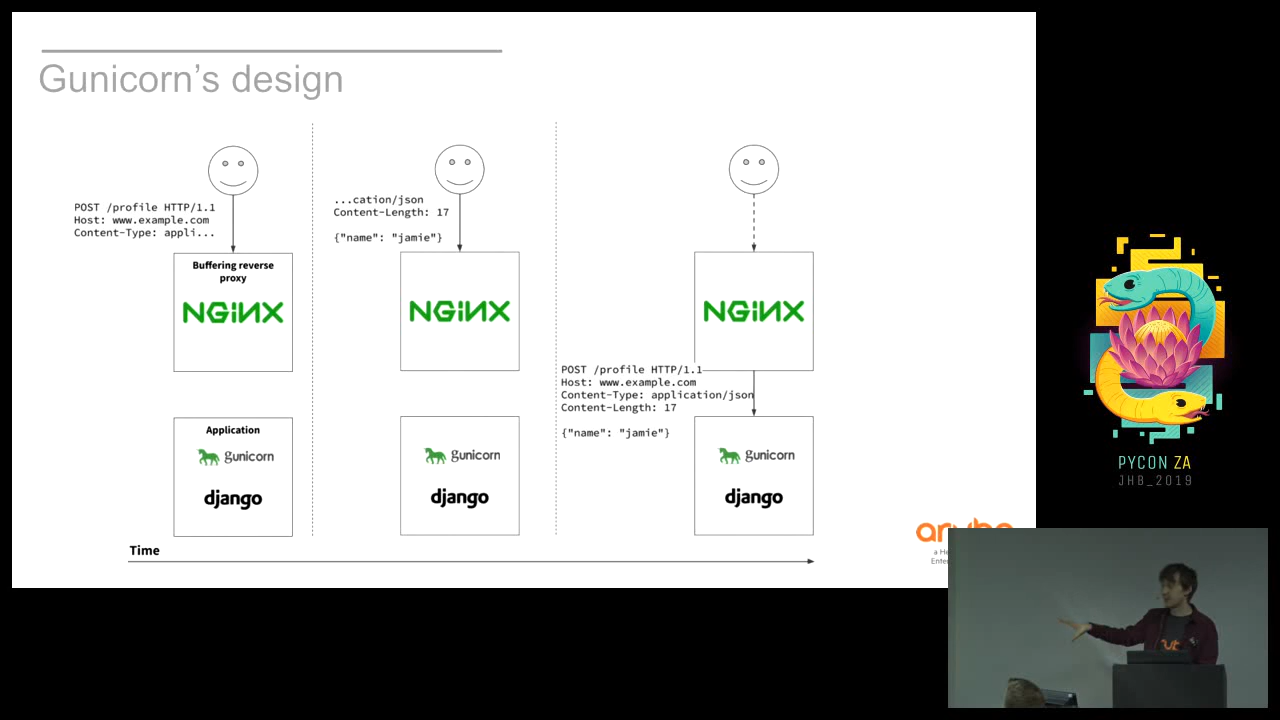 Gunicorn's design
POST /profile HTTP/1.1
Host: www.example.com
Content-Type: appli...
Buffering reverse
proxy
NGiNX
Application
gunicorn
django
...cation/json
Content-Length: 17
{"name": "jamie"}
NGiNX
gunicorn
django
NGiNX
POST /profile HTTP/1.1
Host: www.example.com
Content-Type: application/json
Content-Length: 17
{"name": "jamie"}
gunicorn
django
Time
PYCON ZA
JHB_2019